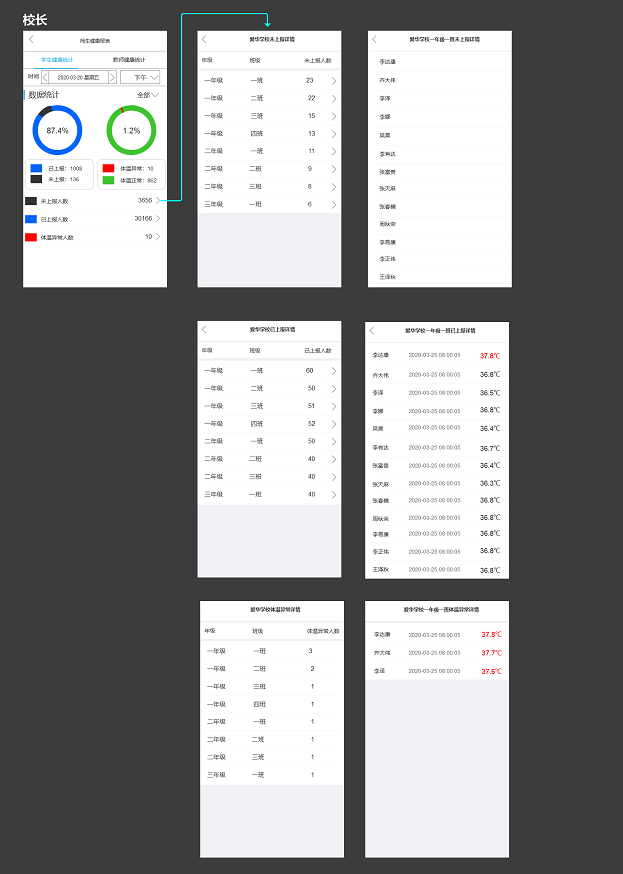 校长
师生健康报表
学生健康统计 教师健康统计
时间 2020-03-20 星期五 下午
数据统计 全部
87.4% 1.2%
已上报：1008
未上报：136
体温异常：10
体温正常：862
未上报人数 3656
已上报人数 30166
体温异常人数 10
爱华学校未上报详情
年级 班级 未上报人数
一年级 一班 23
一年级 二班 22
一年级 三班 15
一年级 四班 13
二年级 一班 11
二年级 二班 9
二年级 三班 8
三年级 一班 6
爱华学校一年级一班未上报详情
李达康
齐大伟
李泽
李娜
吴昊
李有达
张富贵
张天麻
张春楠
周秋荣
李易康
李正伟
王泽秋
爱华学校已上报详情
年级 班级 已上报人数
一年级 一班 60
一年级 二班 50
一年级 三班 51
一年级 四班 52
二年级 一班 50
二年级 二班 40
二年级 三班 40
三年级 一班 40
爱华学校一年级一班已上报详情
李达康 2020-03-25 08:00:05 37.8℃
齐大伟 2020-03-25 08:00:05 36.8℃
李泽 2020-03-25 08:00:05 36.5℃
李娜 2020-03-25 08:00:05 36.8℃
吴昊 2020-03-25 08:00:05 36.4℃
李有达 2020-03-25 08:00:05 36.7℃
张富贵 2020-03-25 08:00:05 36.4℃
张天麻 2020-03-25 08:00:05 36.3℃
张春楠 2020-03-25 08:00:05 36.8℃
周秋荣 2020-03-25 08:00:05 36.8℃
李易康 2020-03-25 08:00:05 36.8℃
李正伟 2020-03-25 08:00:05 36.8℃
王泽秋 2020-03-25 08:00:05 36.8℃
爱华学校体温异常详情
年级 班级 体温异常人数
一年级 一班 3
一年级 二班 2
一年级 三班 1
一年级 四班 1
二年级 一班 1
二年级 二班 1
二年级 三班 1
三年级 一班 1
爱华学校一年级一班体温异常详情
李达康 2020-03-25 08:00:05 37.8℃
齐大伟 2020-03-25 08:00:05 37.7℃
李泽 2020-03-25 08:00:05 37.6℃